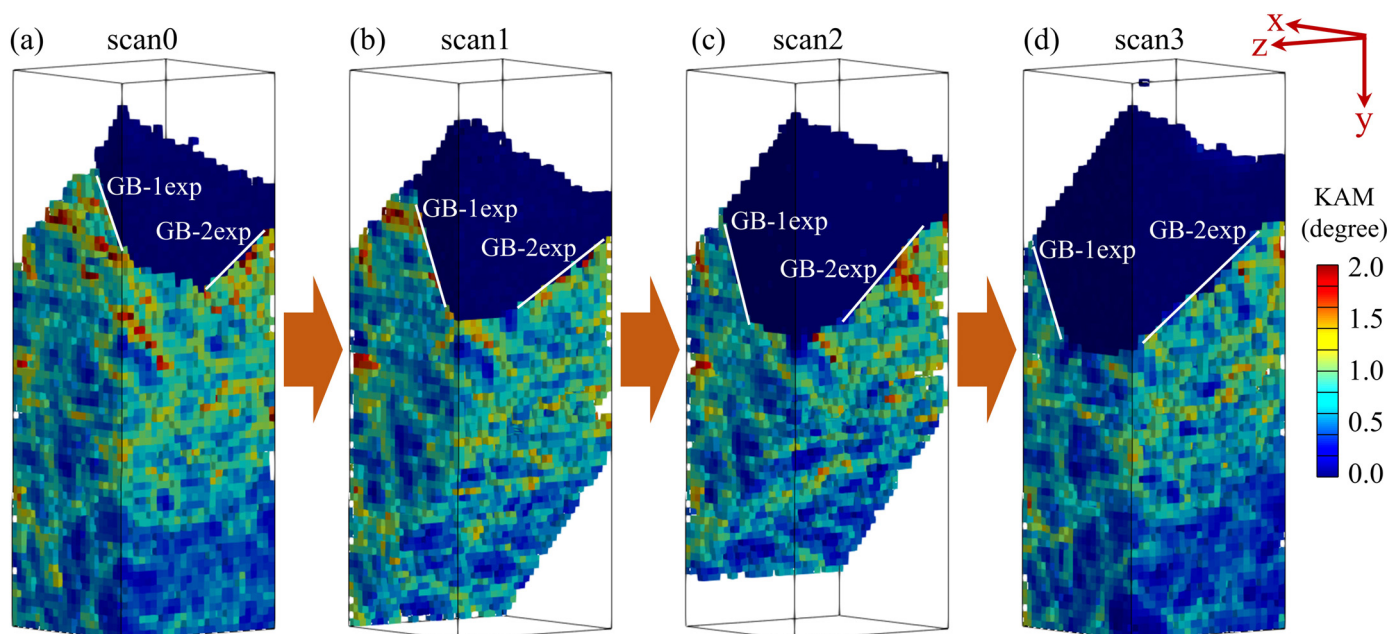 (a) scan0
(b) scan1
(c) scan2
(d) scan3
x
z
y
GB-1exp
GB-2exp
GB-1exp
GB-2exp
GB-1exp
GB-2exp
GB-1exp
GB-2exp
KAM
(degree)
2.0
1.5
1.0
0.5
0.0